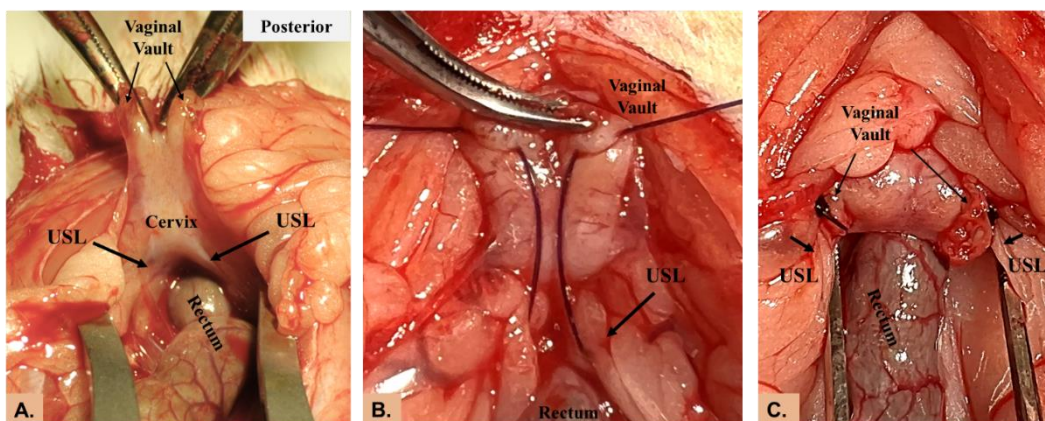 Posterior
Vaginal
Vault
Cervix
USL
USL
Rectum
A.
Vaginal
Vault
USL
Rectum
B.
Vaginal
Vault
USL
USL
Rectum
C.